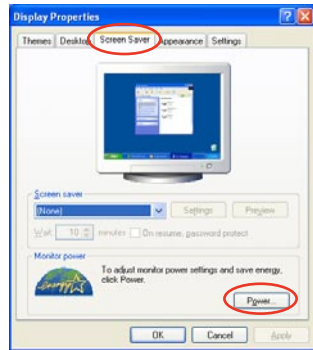 Display Properties
Themes Desktop Screen Saver Appearance Settings
Screen saver
(None) Settings Preview
Wait: 10 minutes On resume, password protect
Monitor power
To adjust monitor power settings and save energy,
click Power.
Power...
OK Cancel Apply